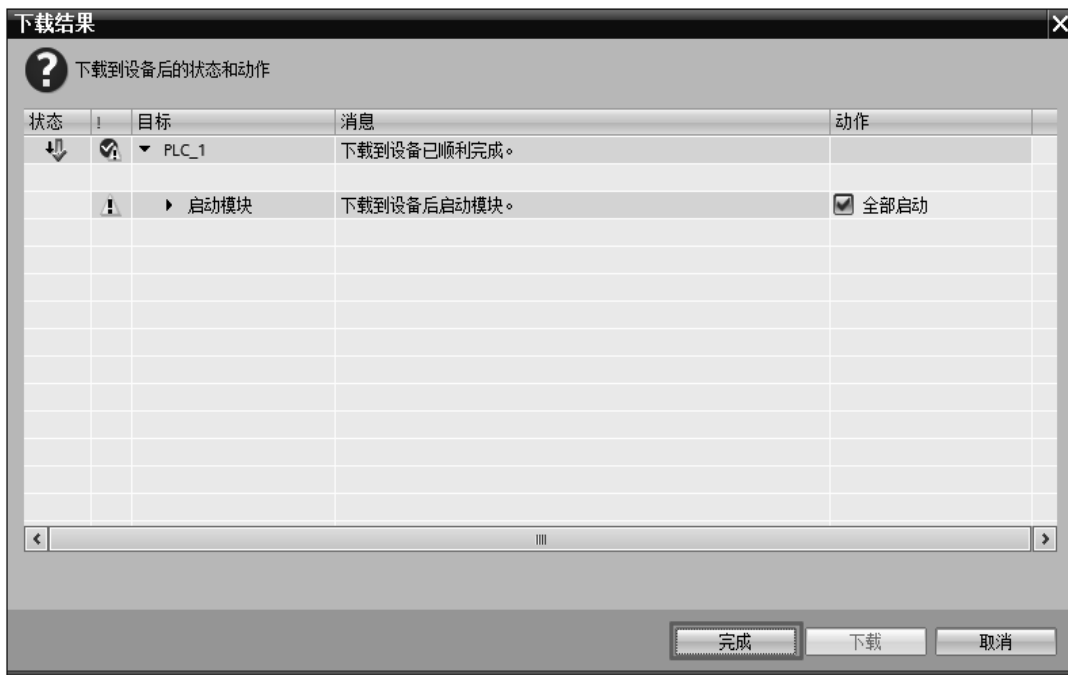 下载结果
下载到设备后的状态和动作
状态 ! 目标 消息 动作
PLC_1 下载到设备已顺利完成。
启动模块 下载到设备后启动模块。 全部启动
完成 下载 取消